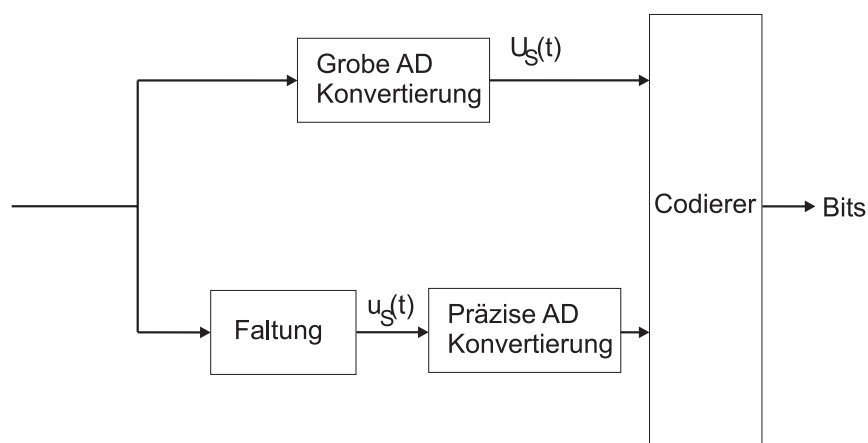 Grobe AD
Konvertierung
U_S(t)
Codierer
Bits
Faltung
u_S(t)
Präzise AD
Konvertierung